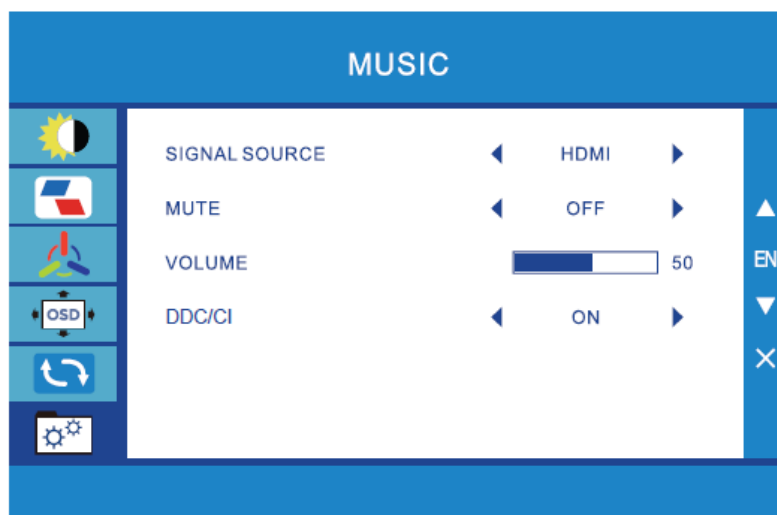 MUSIC
SIGNAL SOURCE HDMI
MUTE OFF
VOLUME 50
DDC/CI ON
OSD
EN